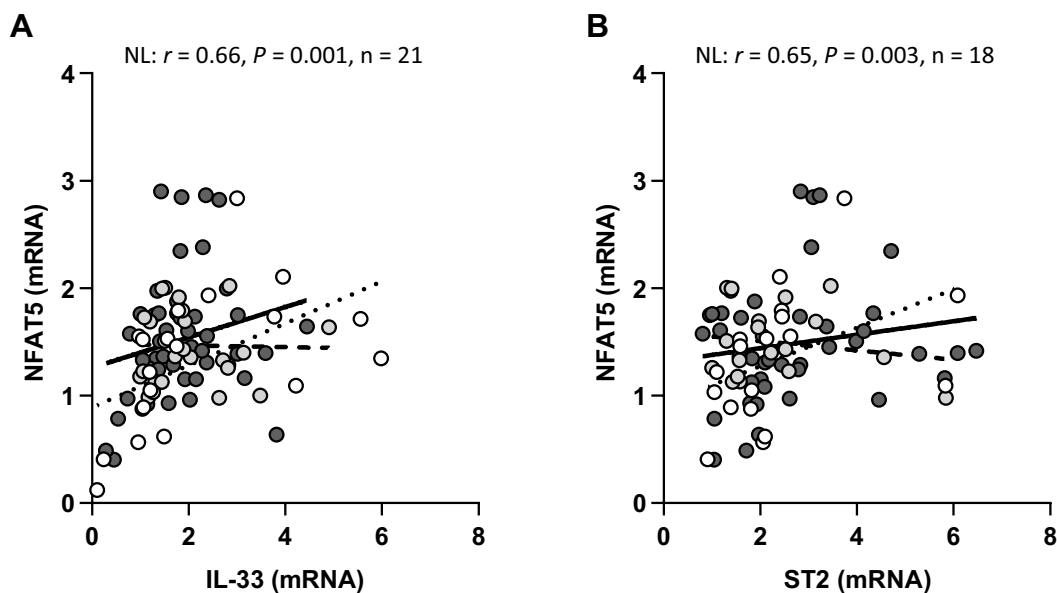 A
NL: r = 0.66, P = 0.001, n = 21
4
3
2
1
0
NFAT5 (mRNA)
0 2 4 6 8
IL-33 (mRNA)
B
NL: r = 0.65, P = 0.003, n = 18
4
3
2
1
0
NFAT5 (mRNA)
0 2 4 6 8
ST2 (mRNA)